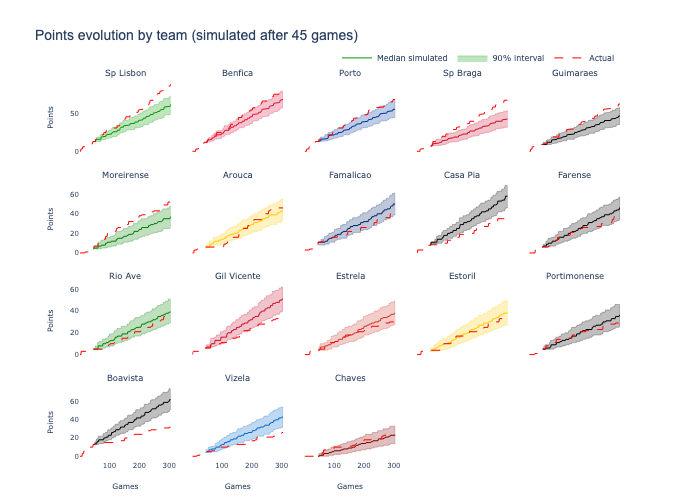 Points evolution by team (simulated after 45 games)
Median simulated 90% interval Actual
Sp Lisbon Benfica Porto Sp Braga Guimaraes
Points
50
0
Moreirense Arouca Famalicao Casa Pia Farense
Points
60
40
20
0
Rio Ave Gil Vicente Estrela Estoril Portimonense
Points
60
40
20
0
Boavista Vizela Chaves
Points
60
40
20
0
100 200 300 100 200 300 100 200 300
Games Games